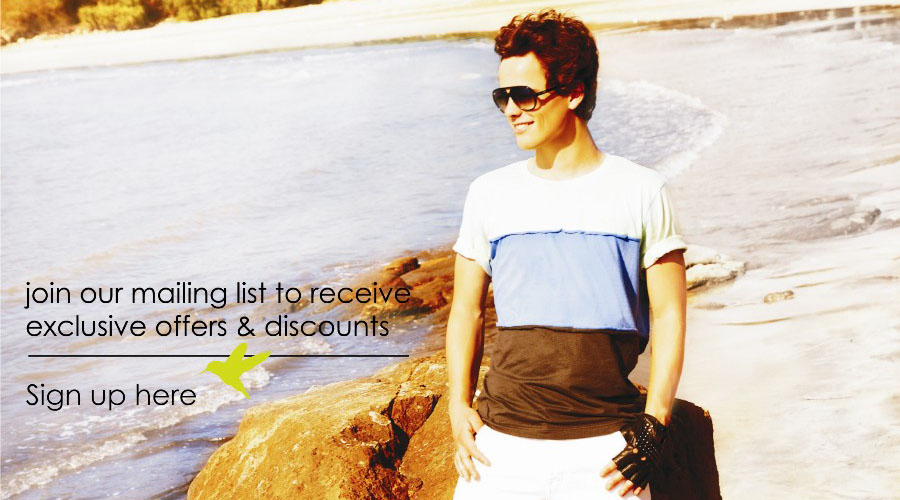 join our mailing list to receive
exclusive offers & discounts
Sign up here